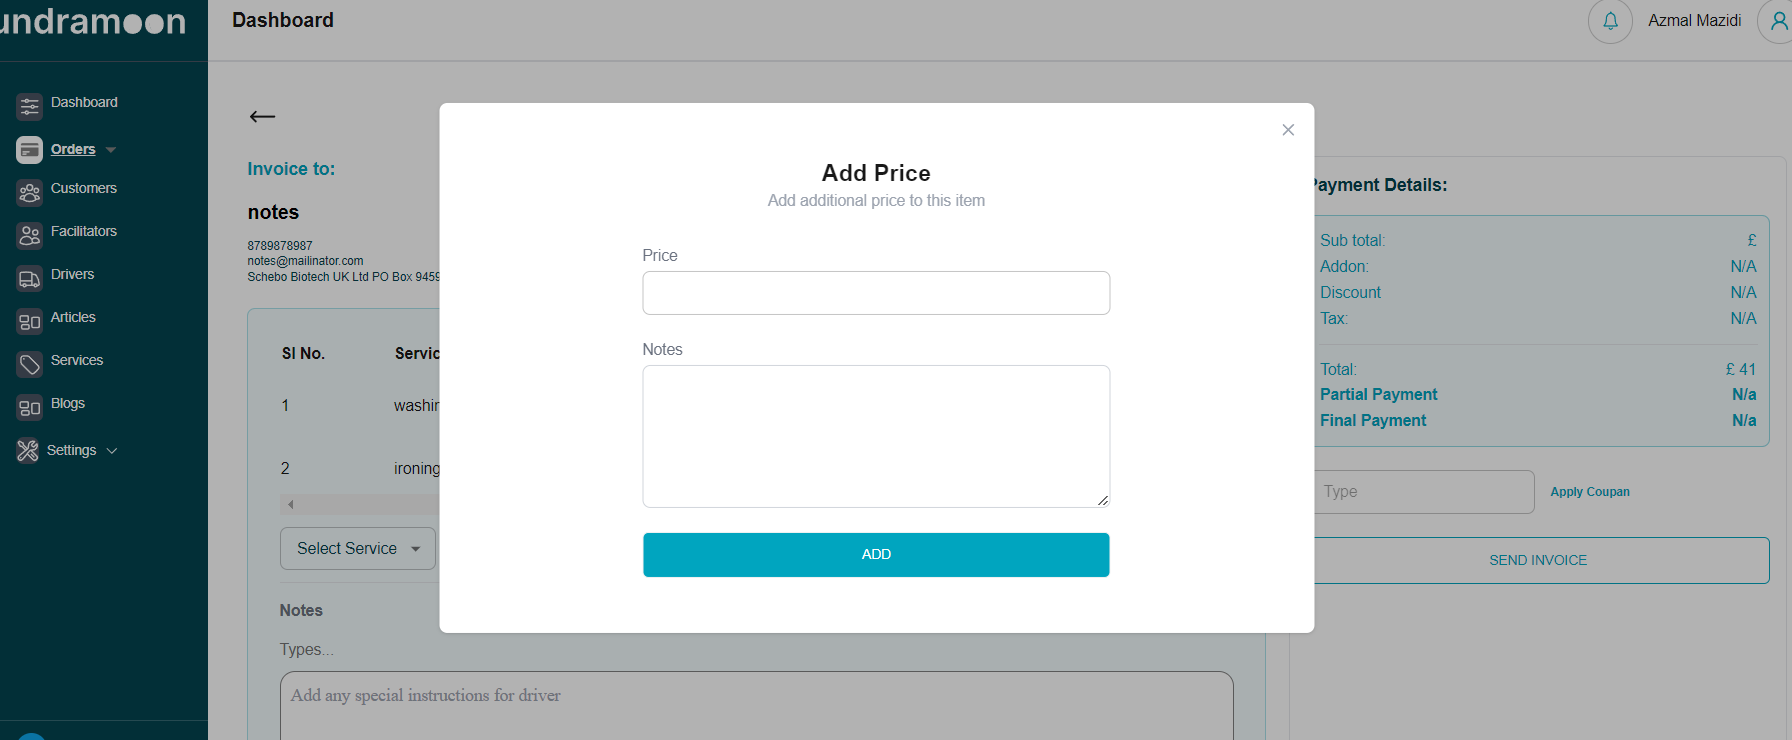 undramoon
Dashboard
Azmal Mazidi
Dashboard
Orders
Customers
Facilitators
Drivers
Articles
Services
Blogs
Settings
Invoice to:
notes
8789878987
notes@mailinator.com
Schebo Biotech UK Ltd PO Box 9459
Sl No.
Servic
1
washin
2
ironing
Select Service
Notes
Types...
Add any special instructions for driver
Add Price
Add additional price to this item
Price
Notes
ADD
Payment Details:
Sub total: £
Addon: N/A
Discount N/A
Tax: N/A
Total: £ 41
Partial Payment N/a
Final Payment N/a
Type
Apply Coupan
SEND INVOICE